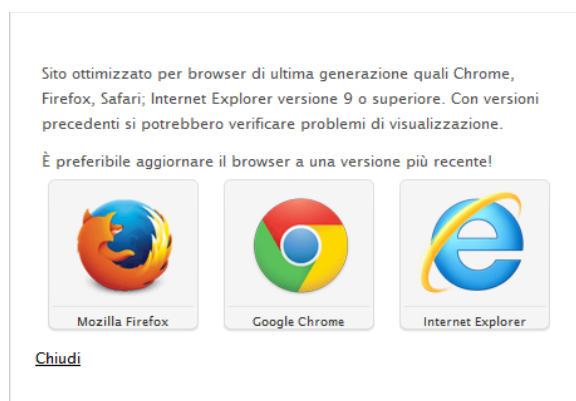 Sito ottimizzato per browser di ultima generazione quali Chrome,
Firefox, Safari; Internet Explorer versione 9 o superiore. Con versioni
precedenti si potrebbero verificare problemi di visualizzazione.
È preferibile aggiornare il browser a una versione più recente!
Mozilla Firefox
Google Chrome
Internet Explorer
Chiudi